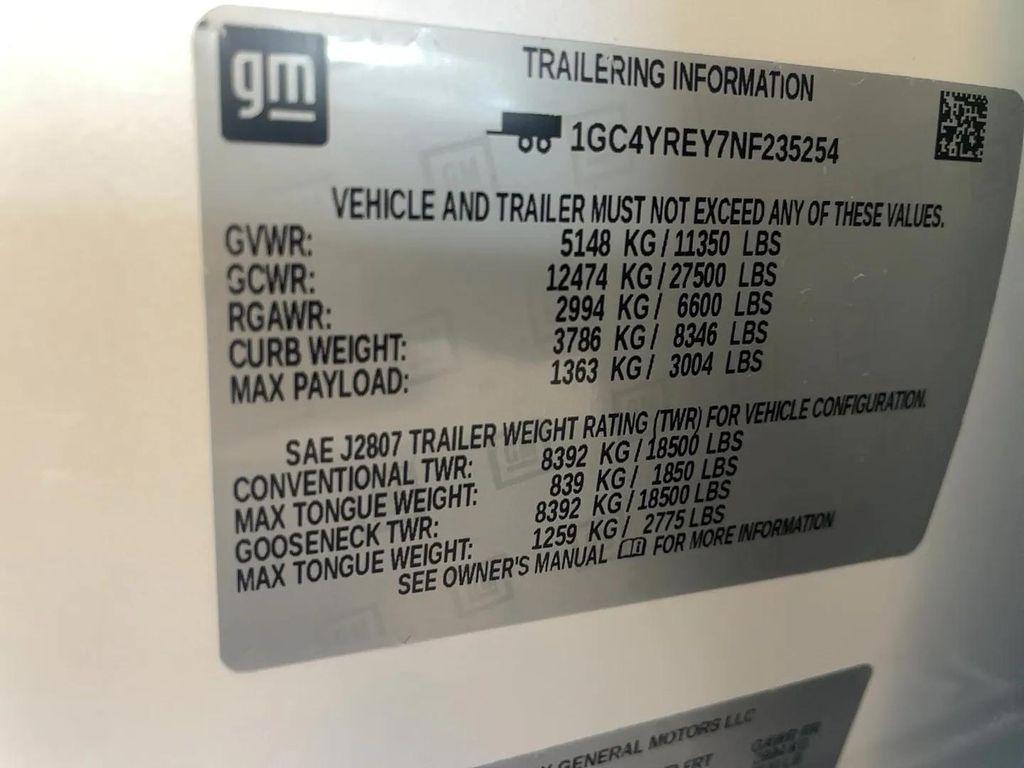 gm
TRAILERING INFORMATION
1GC4YREY7NF235254
VEHICLE AND TRAILER MUST NOT EXCEED ANY OF THESE VALUES.
GVWR: 5148 KG/11350 LBS
GCWR: 12474 KG/27500 LBS
RGAWR: 2994 KG/ 6600 LBS
CURB WEIGHT: 3786 KG/ 8346 LBS
MAX PAYLOAD: 1363 KG/ 3004 LBS
SAE J2807 TRAILER WEIGHT RATING (TWR) FOR VEHICLE CONFIGURATION.
CONVENTIONAL TWR: 8392 KG/18500 LBS
MAX TONGUE WEIGHT: 839 KG/ 1850 LBS
GOOSENECK TWR: 8392 KG/18500 LBS
MAX TONGUE WEIGHT: 1259 KG/ 2775 LBS
SEE OWNER'S MANUAL FOR MORE INFORMATION
GENERAL MOTORS LLC
GAWR RR